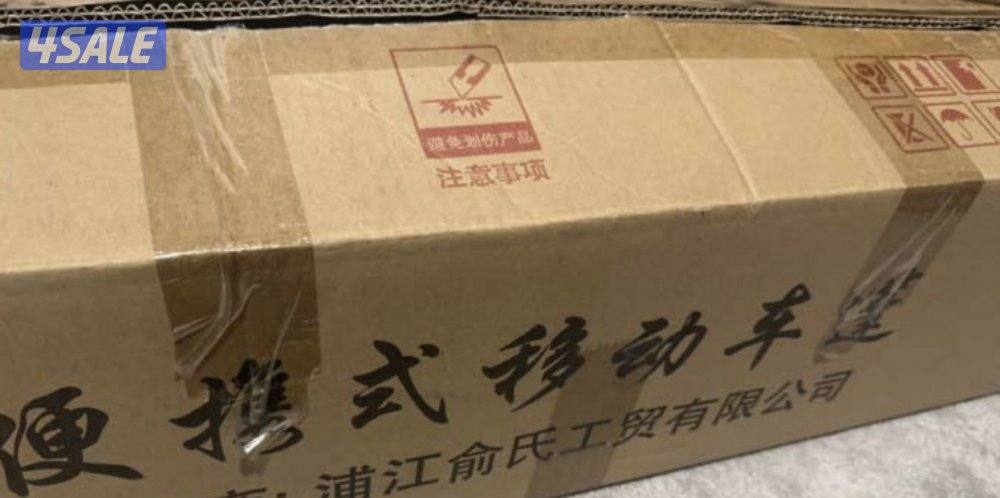 4SALE
避免划伤产品
注意事项
便携式移动车篷
浦江俞氏工贸有限公司